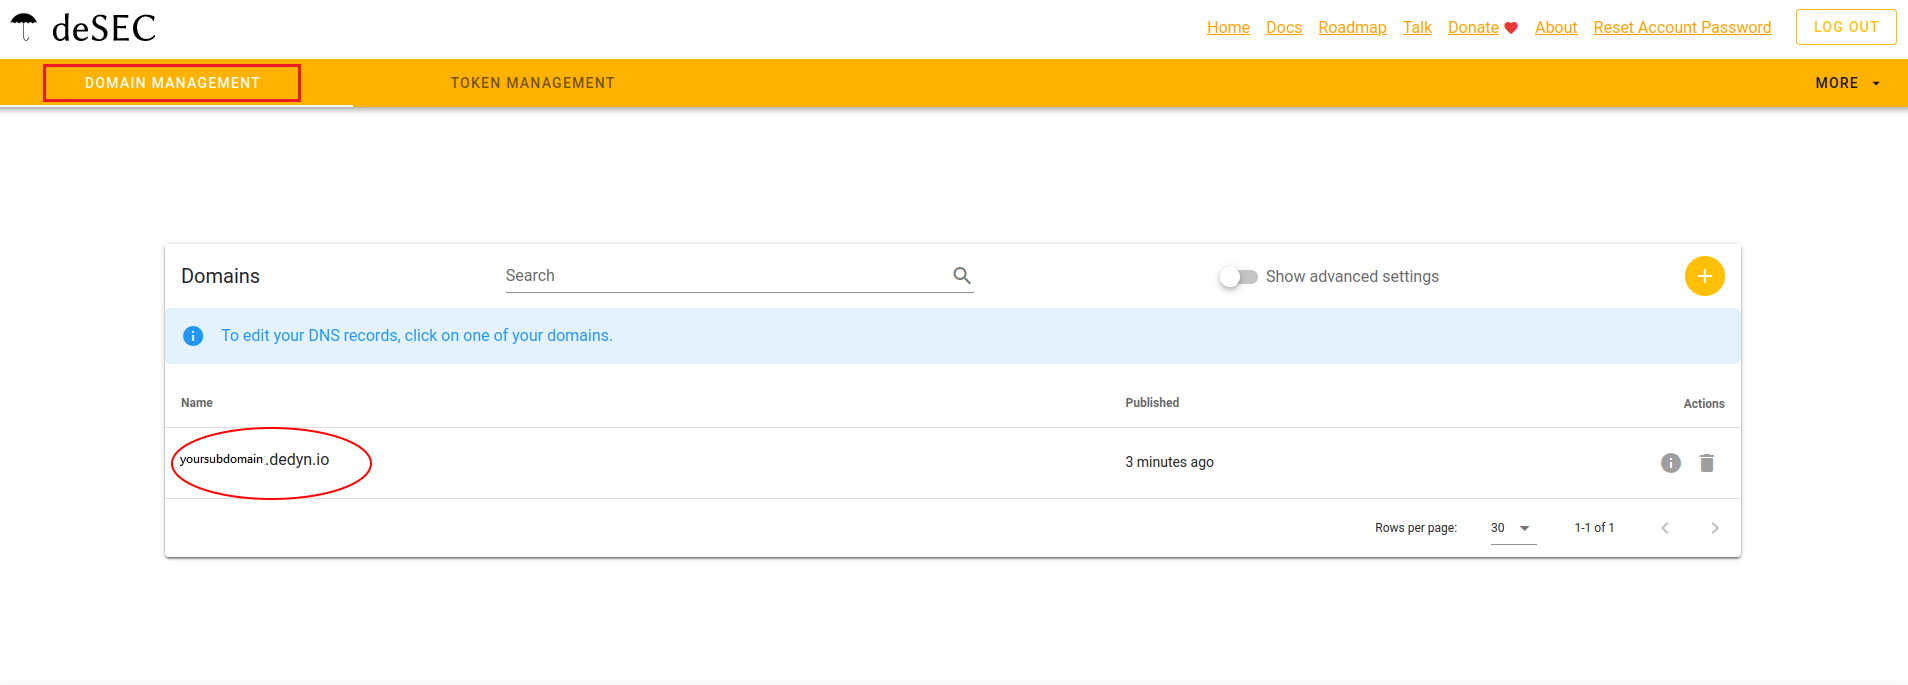 deSEC
Home Docs Roadmap Talk Donate About Reset Account Password LOG OUT
DOMAIN MANAGEMENT TOKEN MANAGEMENT MORE
Domains Search Show advanced settings
To edit your DNS records, click on one of your domains.
Name Published Actions
yoursubdomain.dedyn.io 3 minutes ago
Rows per page: 30 1-1 of 1